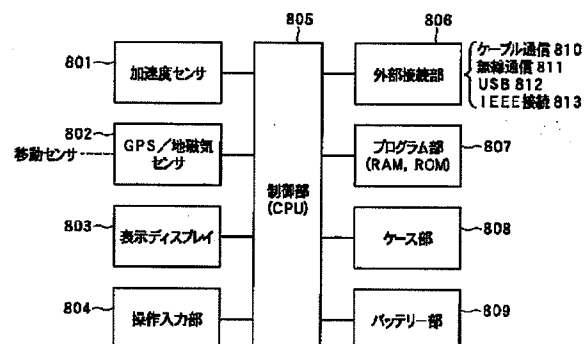 805
801
加速度センサ
802
移動センサ
GPS/地磁気
センサ
803
表示ディスプレイ
804
操作入力部
制御部
(CPU)
806
外部接続部
ケーブル通信 810
無線通信 811
USB 812
IEEE接続 813
プログラム部
(RAM, ROM)
807
ケース部
808
バッテリー部
809